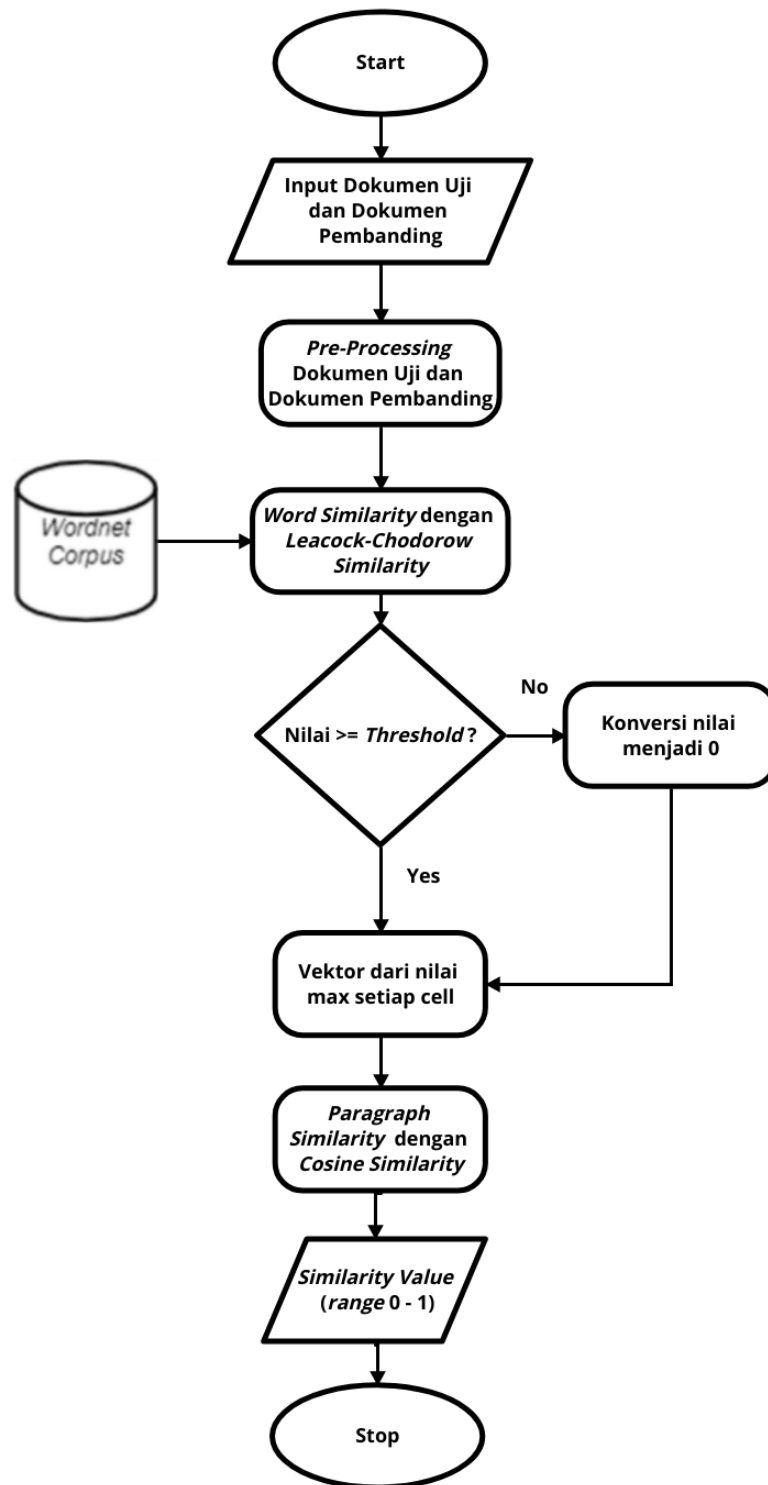 Start
Input Dokumen Uji
dan Dokumen
Pembanding
Pre-Processing
Dokumen Uji dan
Dokumen Pembanding
Wordnet
Corpus
Word Similarity dengan
Leacock-Chodorow
Similarity
Nilai >= Threshold ?
No
Konversi nilai
menjadi 0
Yes
Vektor dari nilai
max setiap cell
Paragraph
Similarity dengan
Cosine Similarity
Similarity Value
(range 0 - 1)
Stop